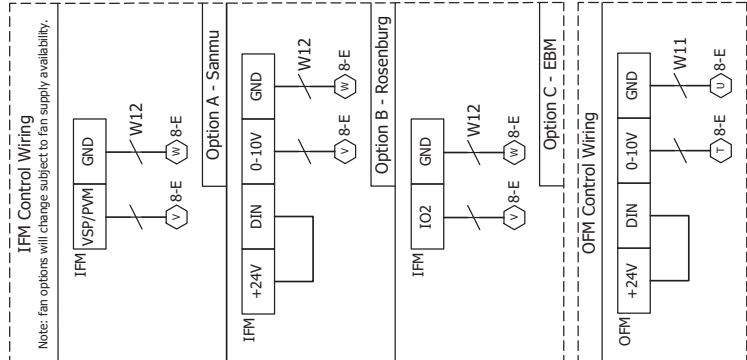 IFM Control Wiring
Note: fan options will change subject to fan supply availability.
IFM
VSP/PVM GND
W12
V 8-E W 8-E
Option A - Sanmu
IFM
+24V DIN 0-10V GND
W12
V 8-E W 8-E
Option B - Rosenburg
IFM
IO2 GND
W12
V 8-E W 8-E
Option C - EBM
OFM Control Wiring
OFM
+24V DIN 0-10V GND
W11
T 8-E U 8-E